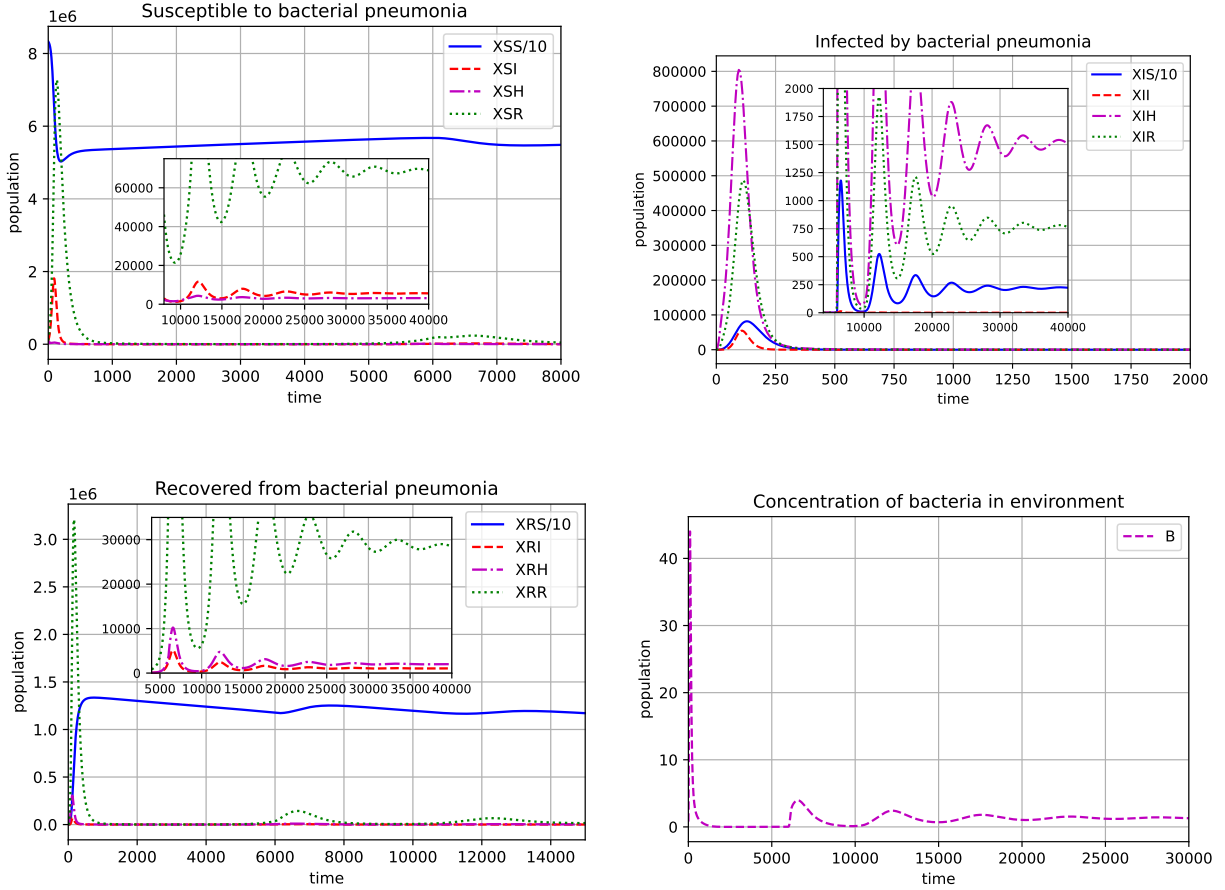 Susceptible to bacterial pneumonia
1e6
XSS/10
XSI
XSH
XSR
8
6
4
2
0
60000
40000
20000
0
10000 15000 20000 25000 30000 35000 40000
0 1000 2000 3000 4000 5000 6000 7000 8000
time
population
Infected by bacterial pneumonia
XIS/10
XII
XIH
XIR
800000
700000
600000
500000
400000
300000
200000
100000
0
2000
1750
1500
1250
1000
750
500
250
0
10000 20000 30000 40000
0 250 500 750 1000 1250 1500 1750 2000
time
population
Recovered from bacterial pneumonia
1e6
XRS/10
XRI
XRH
XRR
3.0
2.5
2.0
1.5
1.0
0.5
0.0
30000
20000
10000
0
5000 10000 15000 20000 25000 30000 35000 40000
0 2000 4000 6000 8000 10000 12000 14000
time
population
Concentration of bacteria in environment
B
40
30
20
10
0
0 5000 10000 15000 20000 25000 30000
time
population